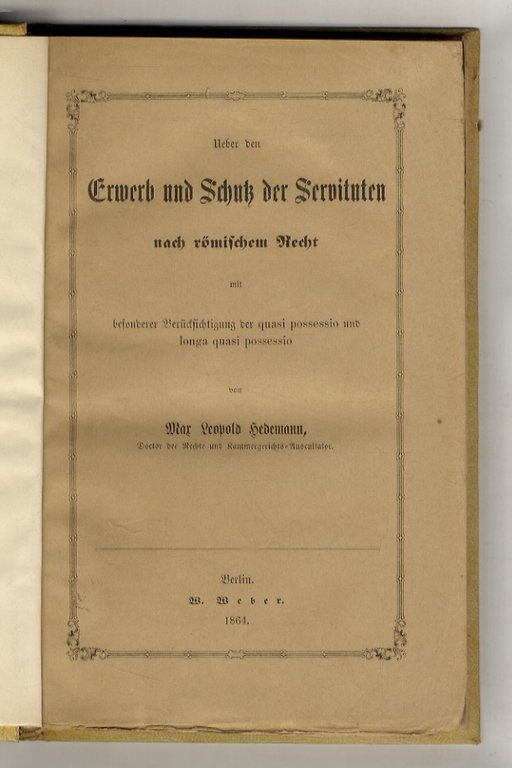 Ueber den
Erwerb und Schutz der Servituten
nach römischem Recht
mit
besonderer Berücksichtigung der quasi possessio und
longa quasi possessio
von
Max Leopold Hedemann,
Doctor der Rechte und Kammergerichts-Auscultator.
Berlin.
W. Weber.
1864.